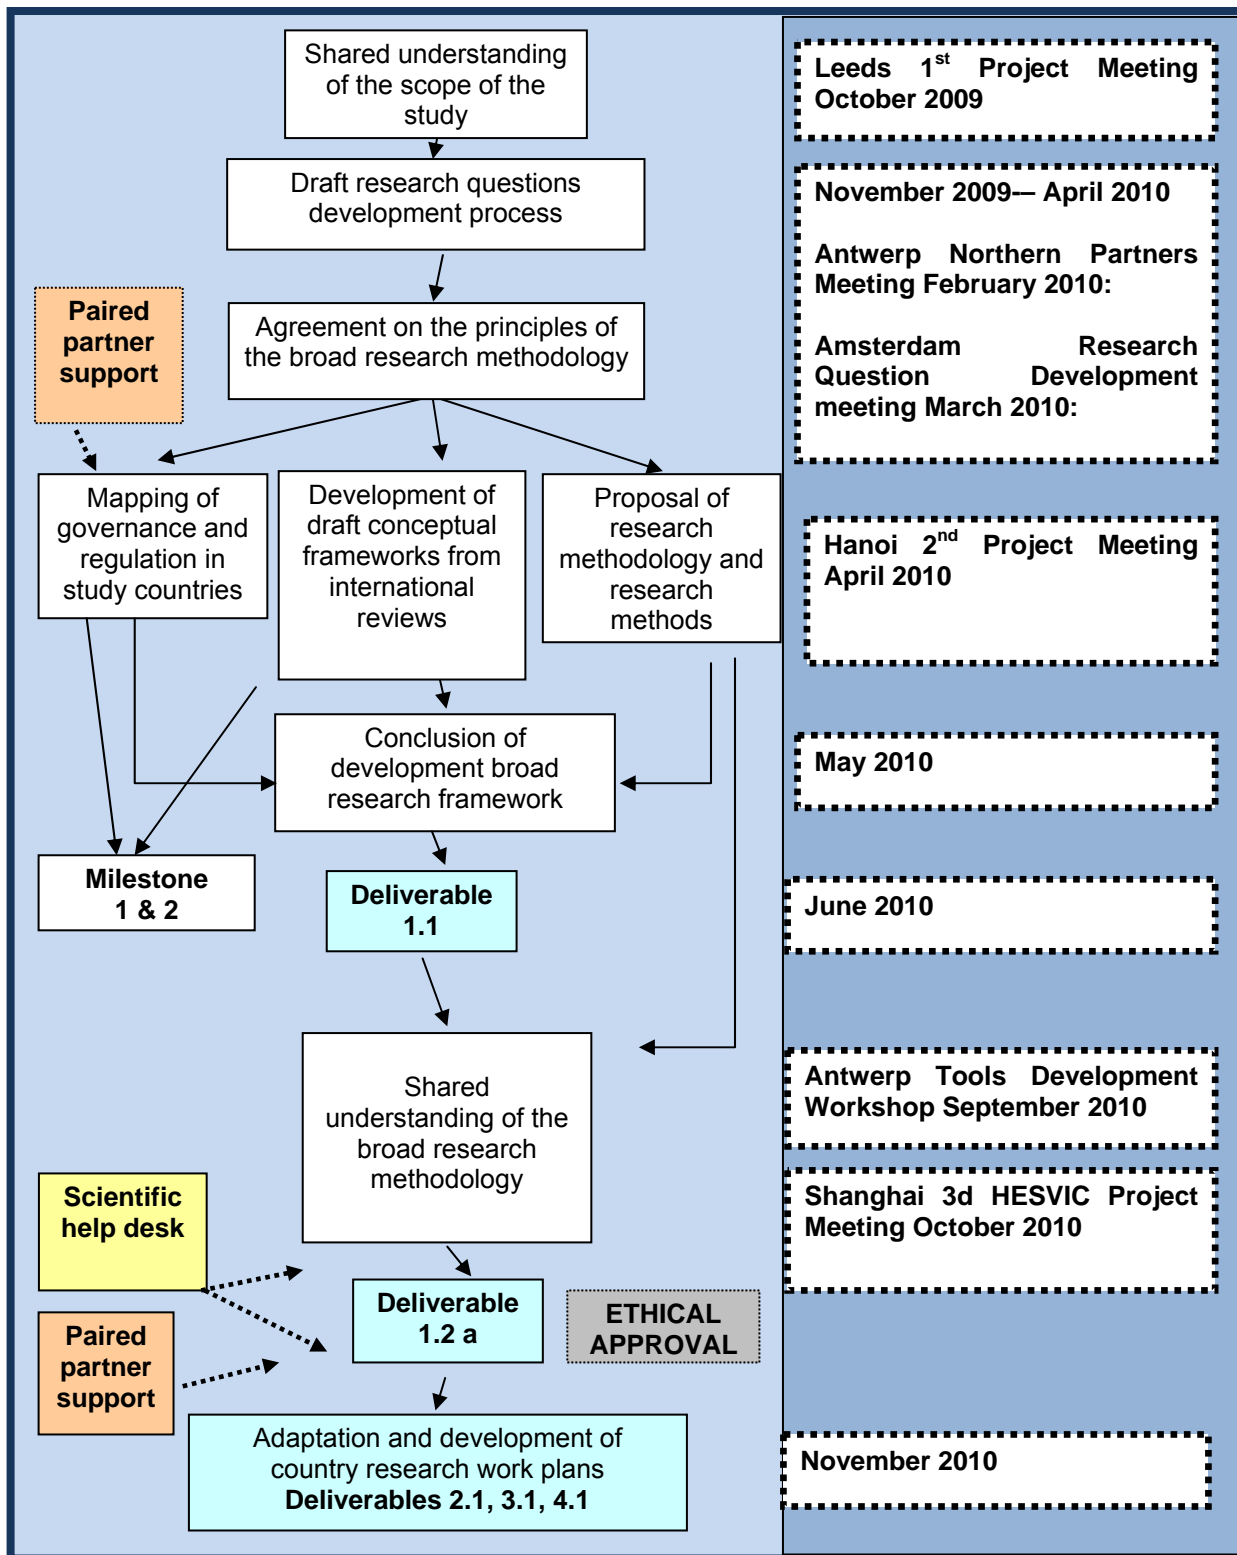 Shared understanding
of the scope of the
study
Leeds 1st Project Meeting
October 2009
Draft research questions
development process
November 2009-– April 2010
Antwerp Northern Partners
Meeting February 2010:
Amsterdam Research
Question Development
meeting March 2010:
Paired
partner
support
Agreement on the principles of
the broad research methodology
Mapping of
governance and
regulation in
study countries
Development of
draft conceptual
frameworks from
international
reviews
Proposal of
research
methodology and
research
methods
Hanoi 2nd Project Meeting
April 2010
Conclusion of
development broad
research framework
May 2010
Milestone
1 & 2
Deliverable
1.1
June 2010
Shared
understanding of the
broad research
methodology
Antwerp Tools Development
Workshop September 2010
Scientific
help desk
Shanghai 3d HESVIC Project
Meeting October 2010
Deliverable
1.2 a
ETHICAL
APPROVAL
Paired
partner
support
Adaptation and development of
country research work plans
Deliverables 2.1, 3.1, 4.1
November 2010